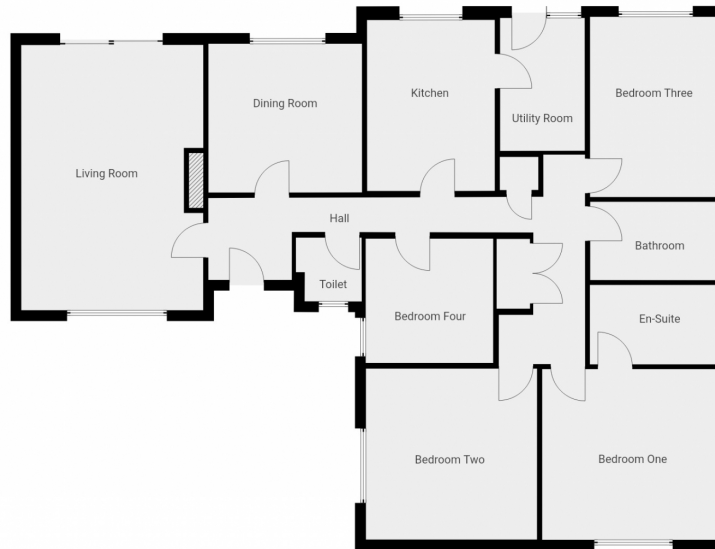 Kitchen
Bedroom Three
Dining Room
Utility Room
Living Room
Hall
Bathroom
Toilet
Bedroom Four
En-Suite
Bedroom Two
Bedroom One